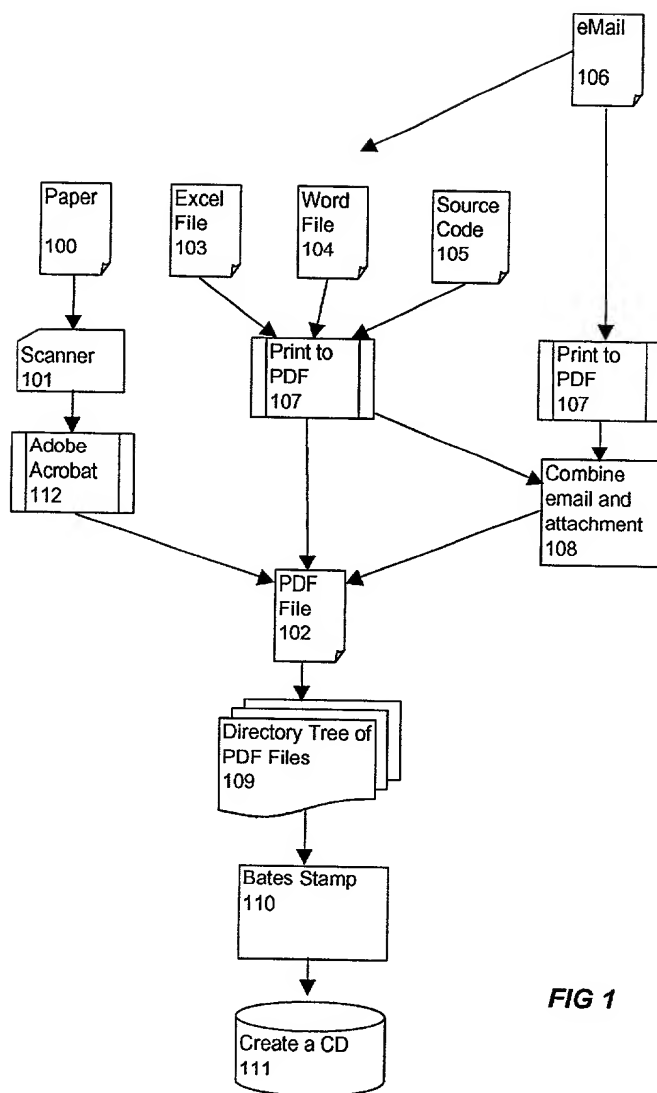 eMail
106
Paper
100
Excel
File
103
Word
File
104
Source
Code
105
Scanner
101
Print to
PDF
107
Print to
PDF
107
Adobe
Acrobat
112
Combine
email and
attachment
108
PDF
File
102
Directory Tree of
PDF Files
109
Bates Stamp
110
FIG 1
Create a CD
111